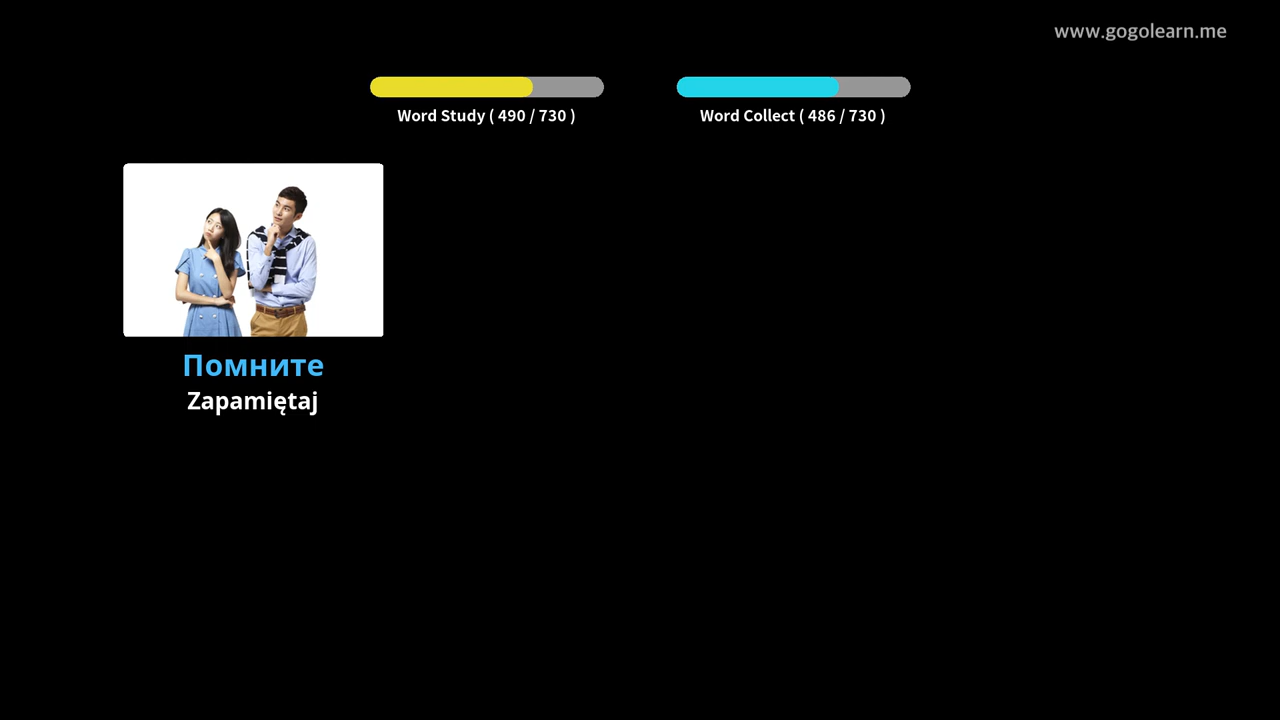 www.gogolearn.me
Word Study ( 490 / 730 )
Word Collect ( 486 / 730 )
Помните
Zapamiętaj